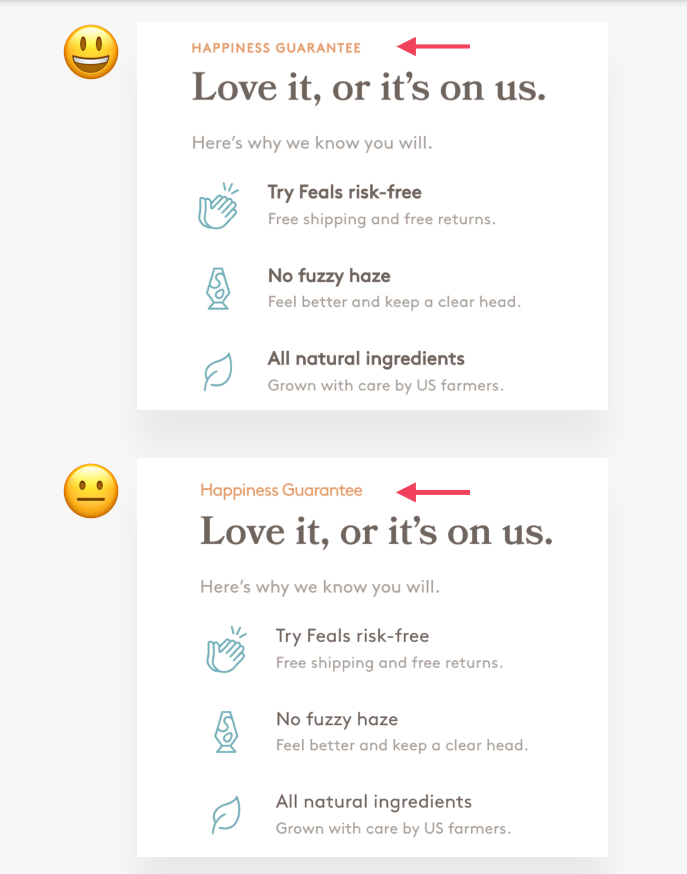 HAPPINESS GUARANTEE
Love it, or it’s on us.
Here’s why we know you will.
Try Feals risk-free
Free shipping and free returns.
No fuzzy haze
Feel better and keep a clear head.
All natural ingredients
Grown with care by US farmers.
Happiness Guarantee
Love it, or it’s on us.
Here’s why we know you will.
Try Feals risk-free
Free shipping and free returns.
No fuzzy haze
Feel better and keep a clear head.
All natural ingredients
Grown with care by US farmers.